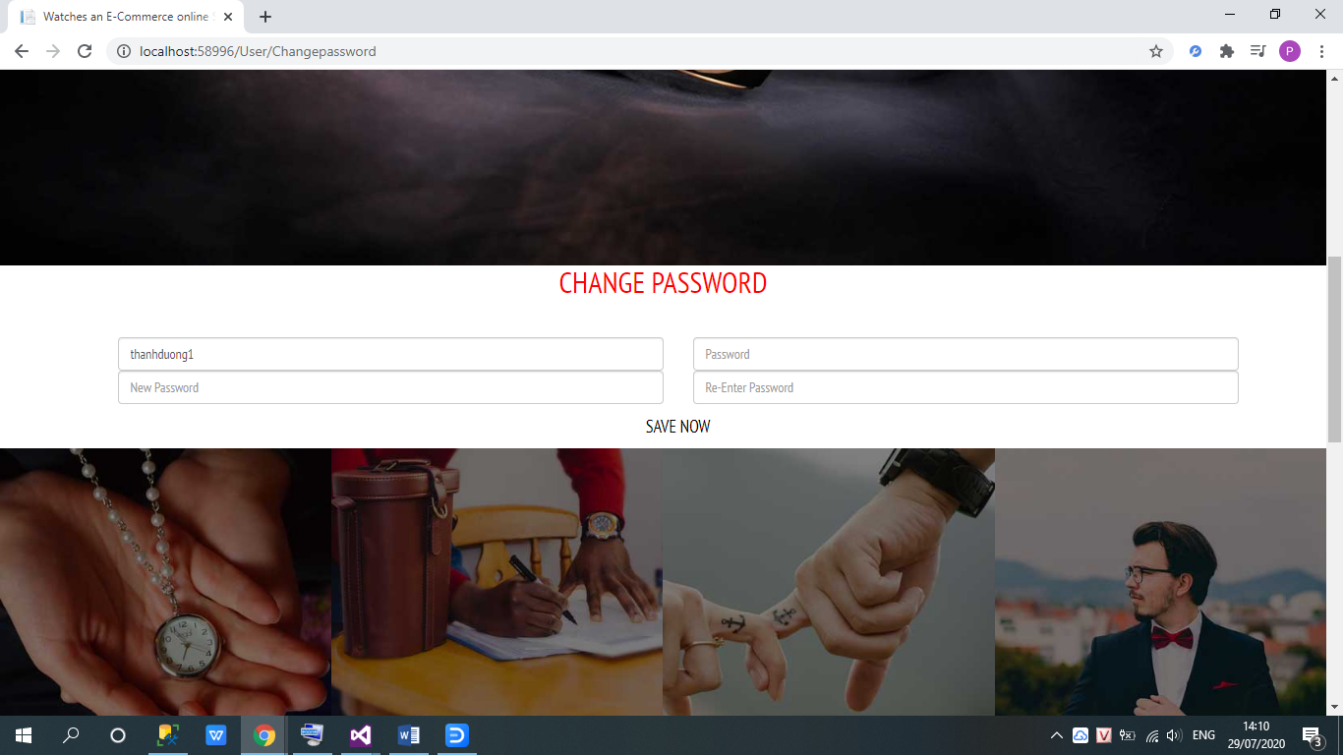 Watches an E-Commerce online
localhost:58996/User/Changepassword
P
CHANGE PASSWORD
thanhduong1
Password
New Password
Re-Enter Password
SAVE NOW
ENG
14:10
29/07/2020
3